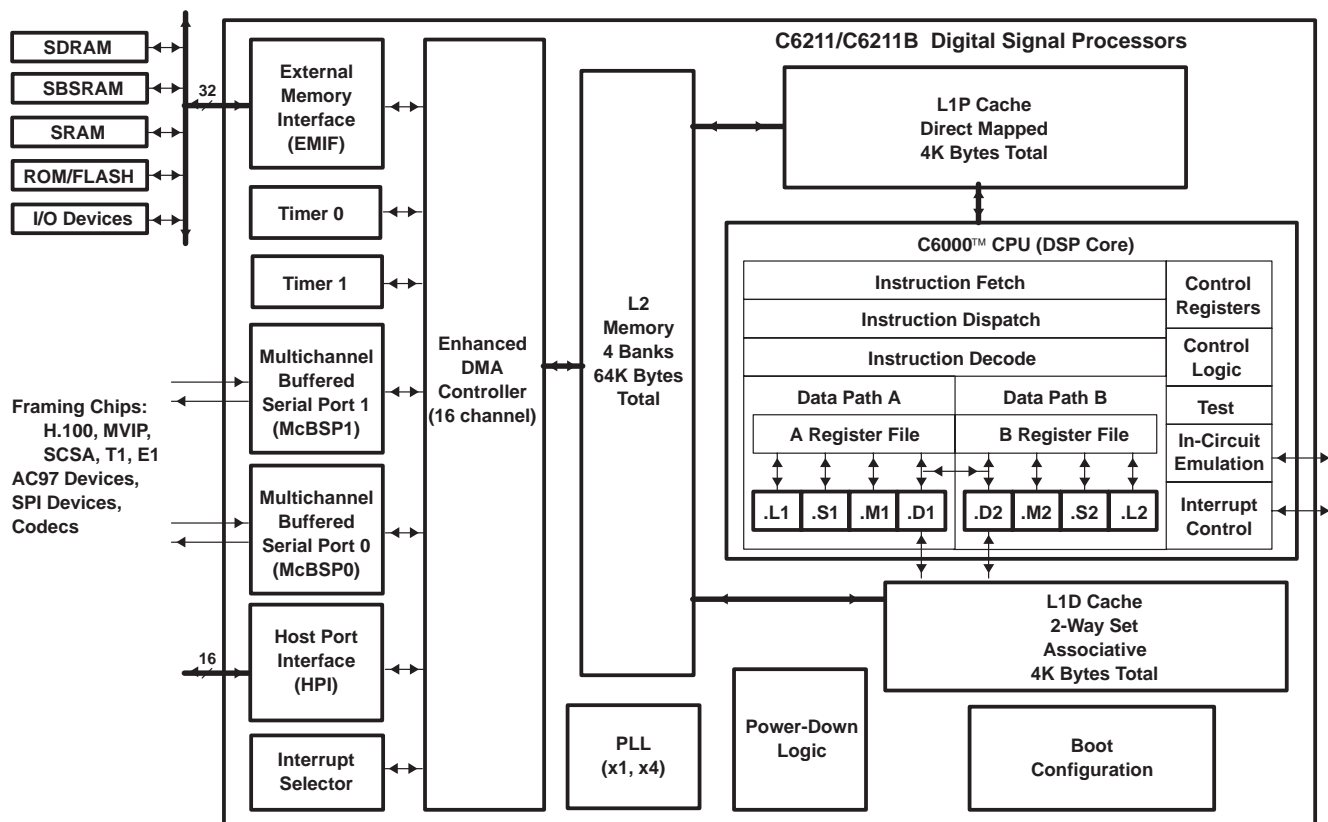 C6211/C6211B Digital Signal Processors
SDRAM
SBSRAM
SRAM
ROM/FLASH
I/O Devices
32
External
Memory
Interface
(EMIF)
Timer 0
Timer 1
Framing Chips:
H.100, MVIP,
SCSA, T1, E1
AC97 Devices,
SPI Devices,
Codecs
Multichannel
Buffered
Serial Port 1
(McBSP1)
Multichannel
Buffered
Serial Port 0
(McBSP0)
16
Host Port
Interface
(HPI)
Interrupt
Selector
Enhanced
DMA
Controller
(16 channel)
L2
Memory
4 Banks
64K Bytes
Total
L1P Cache
Direct Mapped
4K Bytes Total
C6000™ CPU (DSP Core)
Instruction Fetch
Instruction Dispatch
Instruction Decode
Data Path A
Data Path B
A Register File
B Register File
.L1
.S1
.M1
.D1
.D2
.M2
.S2
.L2
Control
Registers
Control
Logic
Test
In-Circuit
Emulation
Interrupt
Control
L1D Cache
2-Way Set
Associative
4K Bytes Total
PLL
(x1, x4)
Power-Down
Logic
Boot
Configuration